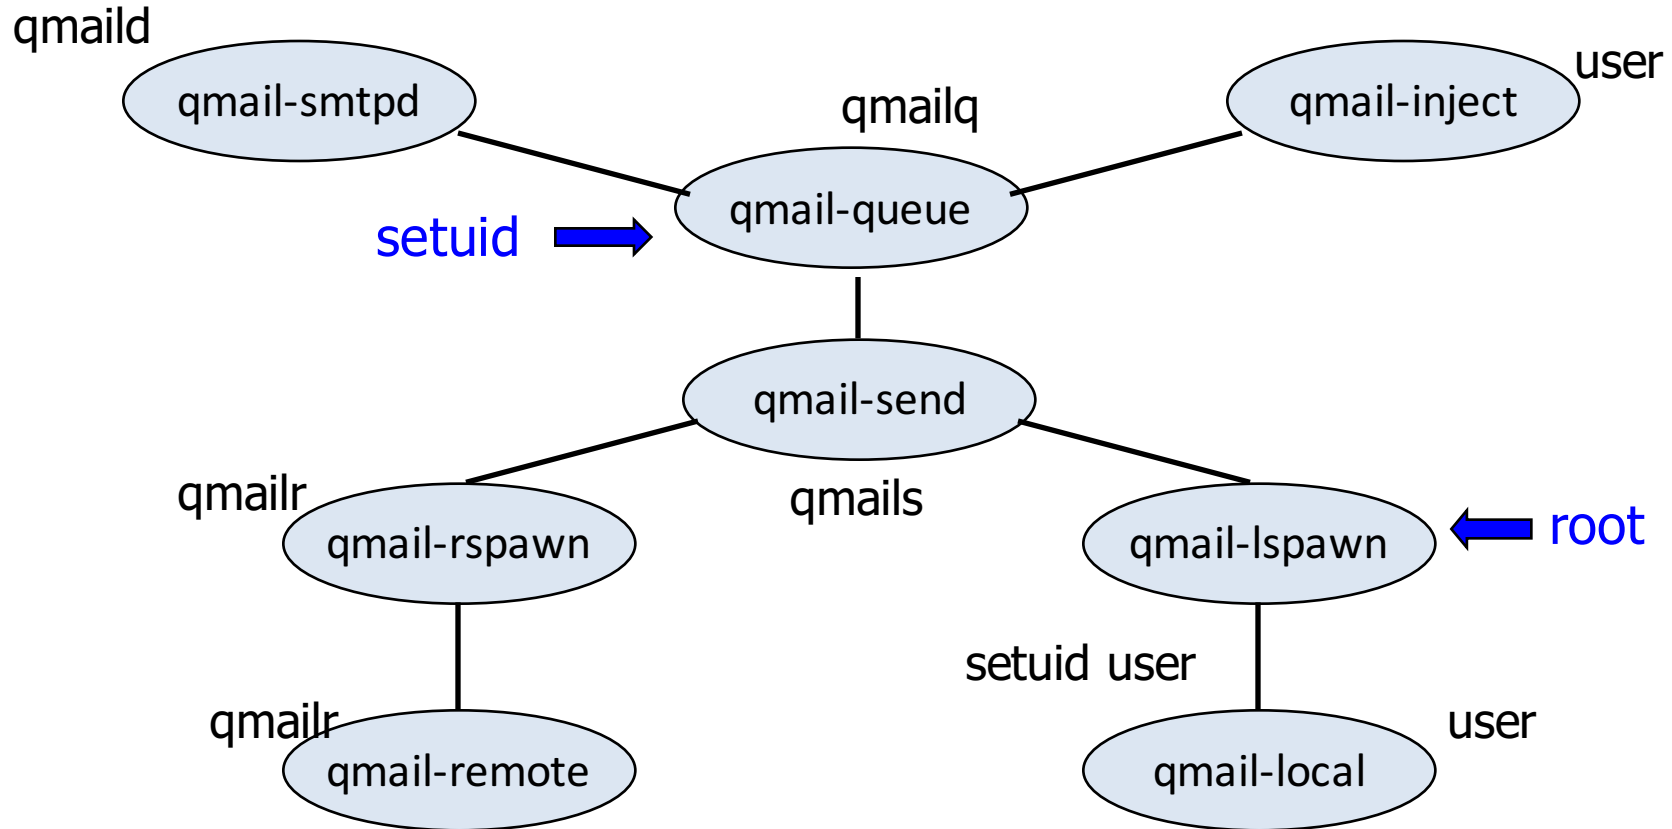 qmaild
qmail-smtpd
user
qmail-inject
qmailq
qmail-queue
setuid
qmail-send
qmails
qmailr
qmail-rspawn
qmail-lspawn
root
setuid user
qmailr
qmail-remote
user
qmail-local